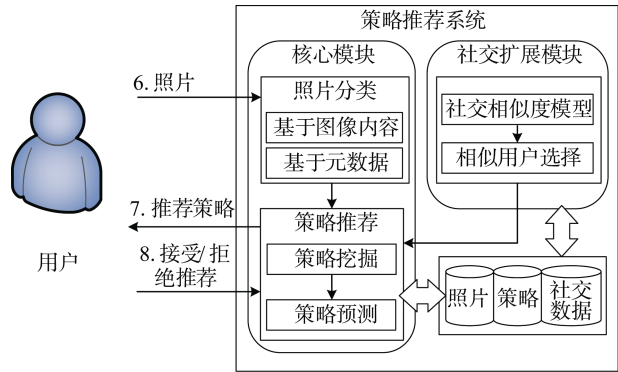 策略推荐系统
核心模块
社交扩展模块
6. 照片
照片分类
基于图像内容
基于元数据
社交相似度模型
相似用户选择
7. 推荐策略
策略推荐
用户
8. 接受/拒
绝推荐
策略挖掘
策略预测
照片
策略
社交
数据